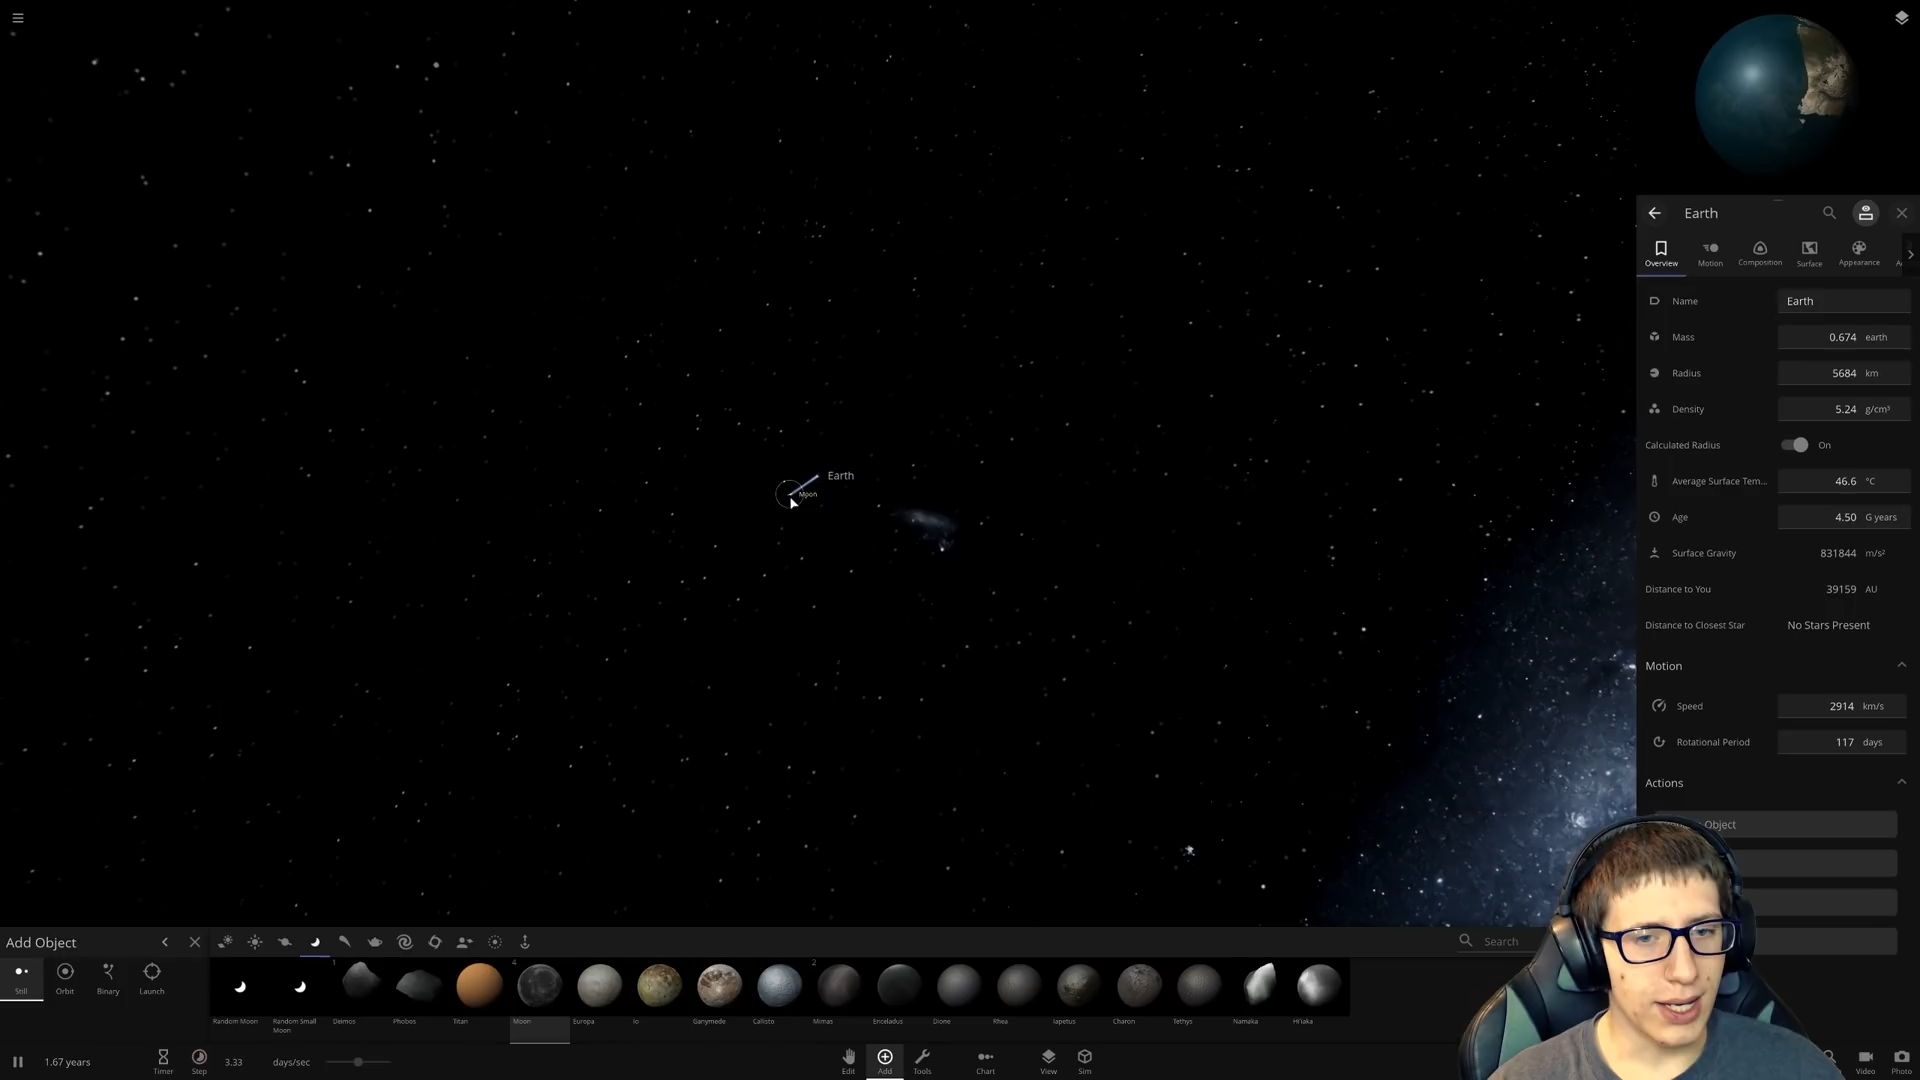 Earth
Overview
Motion
Composition
Surface
Appearance
Name
Earth
Mass
0.674 earth
Radius
5684 km
Density
5.24 g/cm³
Calculated Radius
On
Average Surface Tem...
46.6 °C
Age
4.50 G years
Surface Gravity
831844 m/s²
Distance to You
39159 AU
Distance to Closest Star
No Stars Present
Motion
Speed
2914 km/s
Rotational Period
117 days
Actions
Object
Earth
Moon
Add Object
Search
Still
Orbit
Binary
Launch
1
4
2
Random Moon
Random Small Moon
Deimos
Phobos
Titan
Moon
Europa
Io
Ganymede
Callisto
Mimas
Enceladus
Dione
Rhea
Iapetus
Charon
Tethys
Namaka
Hi'iaka
1.67 years
Timer
Step
3.33 days/sec
Edit
Add
Tools
Chart
View
Sim
Video
Photo